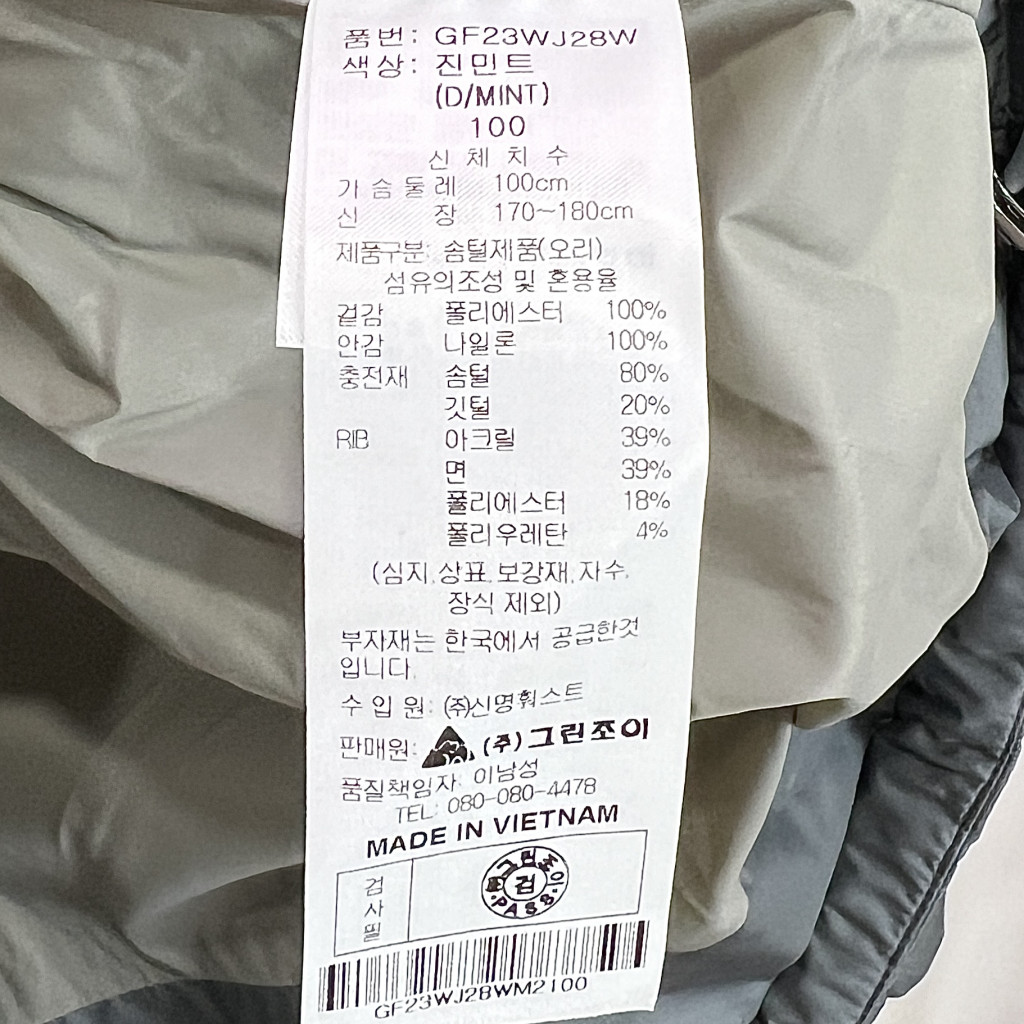 품번: GF23WJ28W
색상: 진민트
(D/MINT)
100
신체치수
가슴둘레 100cm
신장 170~180cm
제품구분: 솜털제품(오리)
섬유의조성 및 혼용율
겉감 폴리에스터 100%
안감 나일론 100%
충전재 솜털 80%
깃털 20%
RIB 아크릴 39%
면 39%
폴리에스터 18%
폴리우레탄 4%
(심지,상표,보강재,자수,
장식 제외)
부자재는 한국에서 공급한것
입니다.
수입원: (주)신명훠스트
판매원: (주)그린조이
품질책임자: 이남성
TEL: 080-080-4478
MADE IN VIETNAM
검사필
그린조이
검
PASS
GF23WJ28WM2100